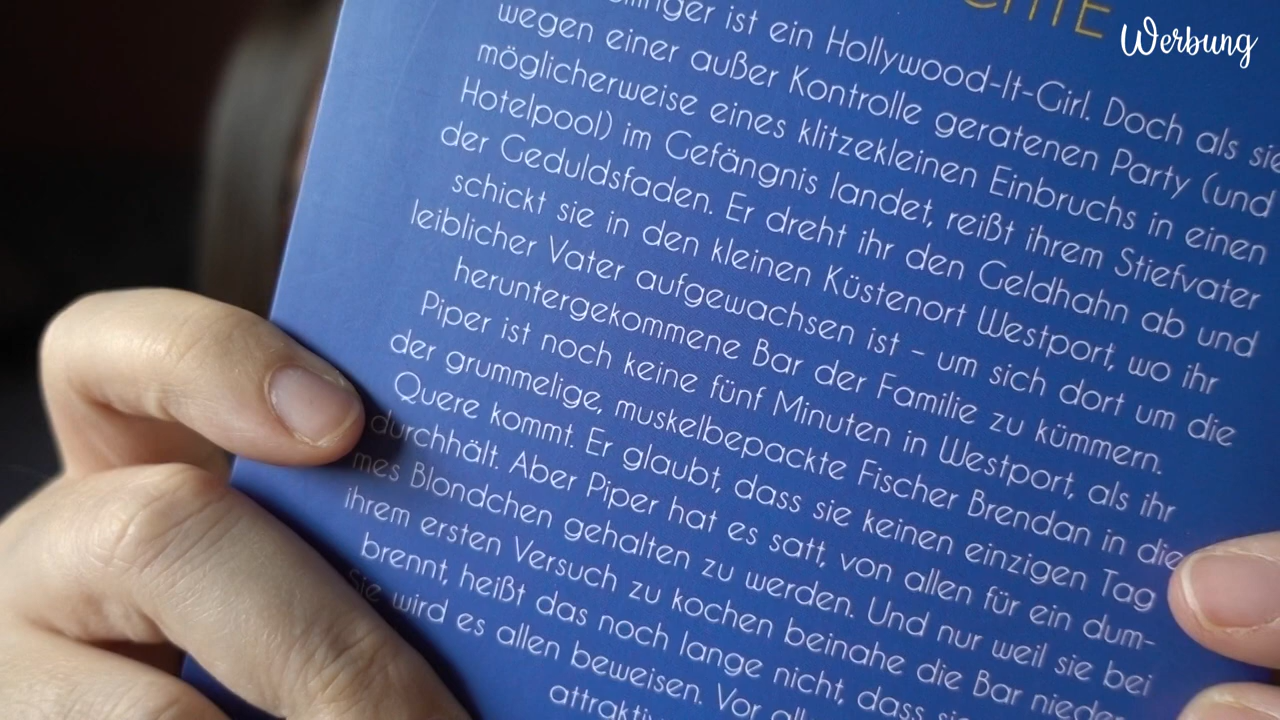 Werbung
ist ein Hollywood-It-Girl. Doch als sie
wegen einer außer Kontrolle geratenen Party (und
möglicherweise eines klitzekleinen Einbruchs in einen
Hotelpool) im Gefängnis landet, reißt ihrem Stiefvater
der Geduldsfaden. Er dreht ihr den Geldhahn ab und
schickt sie in den kleinen Küstenort Westport, wo ihr
leiblicher Vater aufgewachsen ist – um sich dort um die
heruntergekommene Bar der Familie zu kümmern.
Piper ist noch keine fünf Minuten in Westport, als ihr
der grummelige, muskelbepackte Fischer Brendan in die
Quere kommt. Er glaubt, dass sie keinen einzigen Tag
durchhält. Aber Piper hat es satt, von allen für ein dum-
mes Blondchen gehalten zu werden. Und nur weil sie bei
ihrem ersten Versuch zu kochen beinahe die Bar nieder-
brennt, heißt das noch lange nicht, dass
Sie wird es allen beweisen. Vor